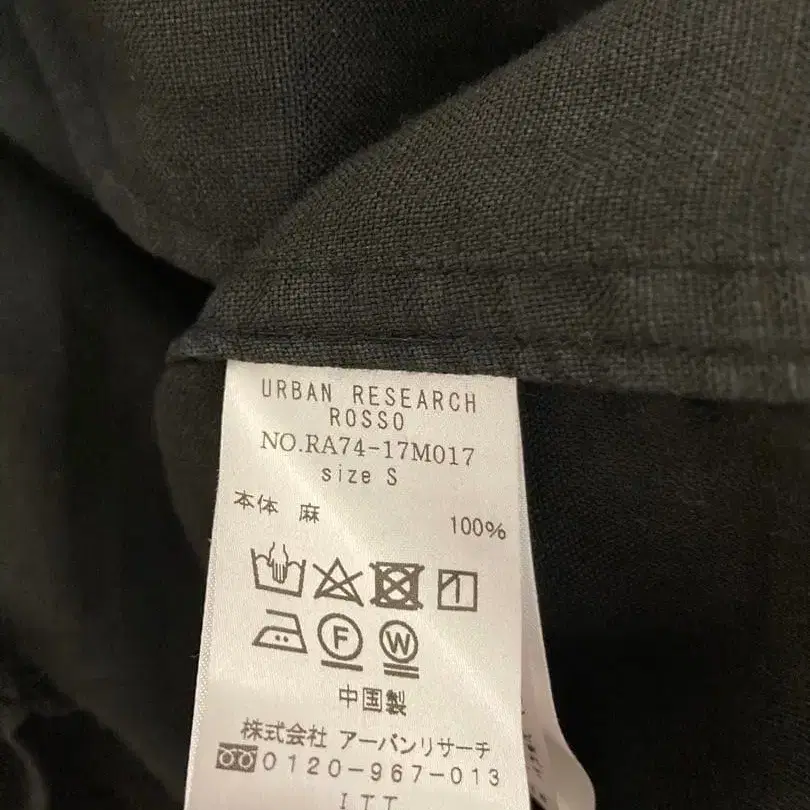 URBAN RESEARCH
ROSSO
NO.RA74-17M017
size S
本体 麻 100%
F W
中国製
株式会社 アーバンリサーチ
0120-967-013
ITT